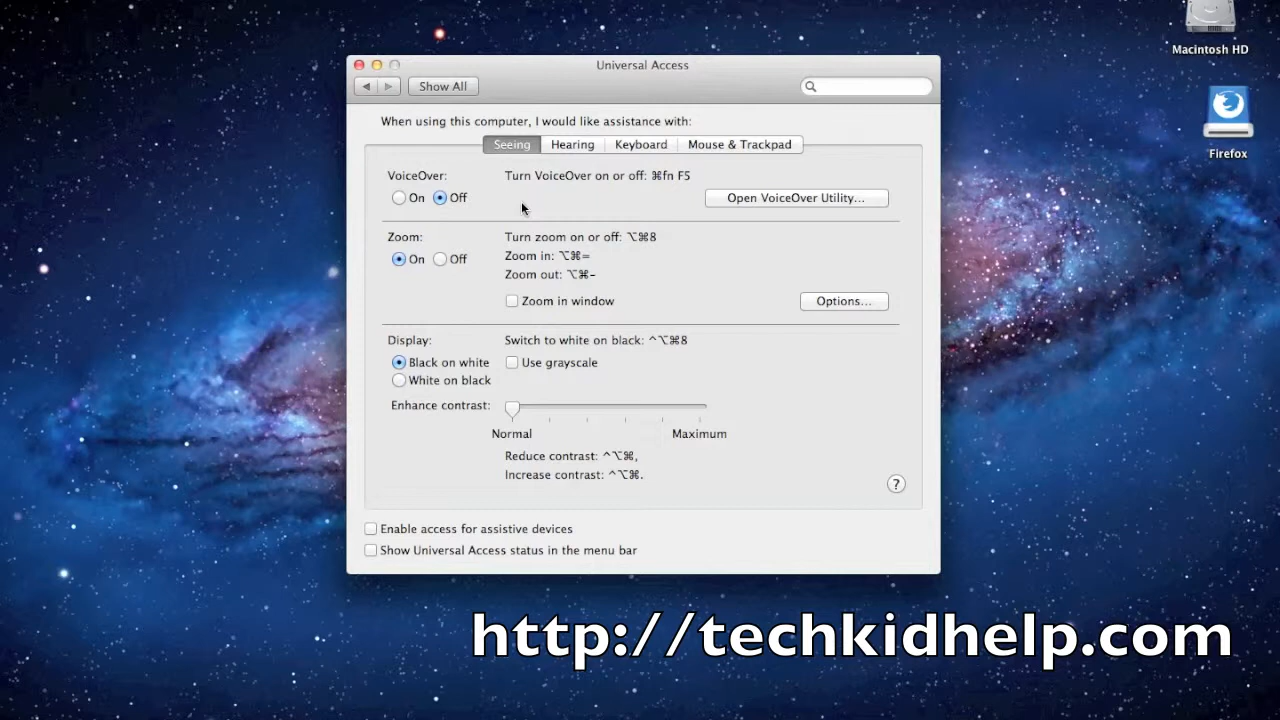 Macintosh HD
Firefox
Universal Access
Show All
When using this computer, I would like assistance with:
Seeing Hearing Keyboard Mouse & Trackpad
VoiceOver: Turn VoiceOver on or off: ⌘fn F5
On Off Open VoiceOver Utility...
Zoom: Turn zoom on or off: ⌥⌘8
On Off Zoom in: ⌥⌘=
Zoom out: ⌥⌘-
Zoom in window Options...
Display: Switch to white on black: ^⌥⌘8
Black on white Use grayscale
White on black
Enhance contrast:
Normal Maximum
Reduce contrast: ^⌥⌘,
Increase contrast: ^⌥⌘.
?
Enable access for assistive devices
Show Universal Access status in the menu bar
http://techkidhelp.com